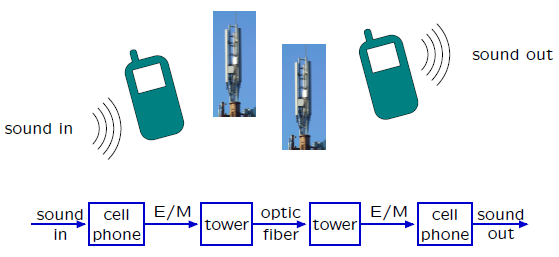 sound out
sound in
sound in
cell phone
E/M
tower
optic fiber
tower
E/M
cell phone
sound out